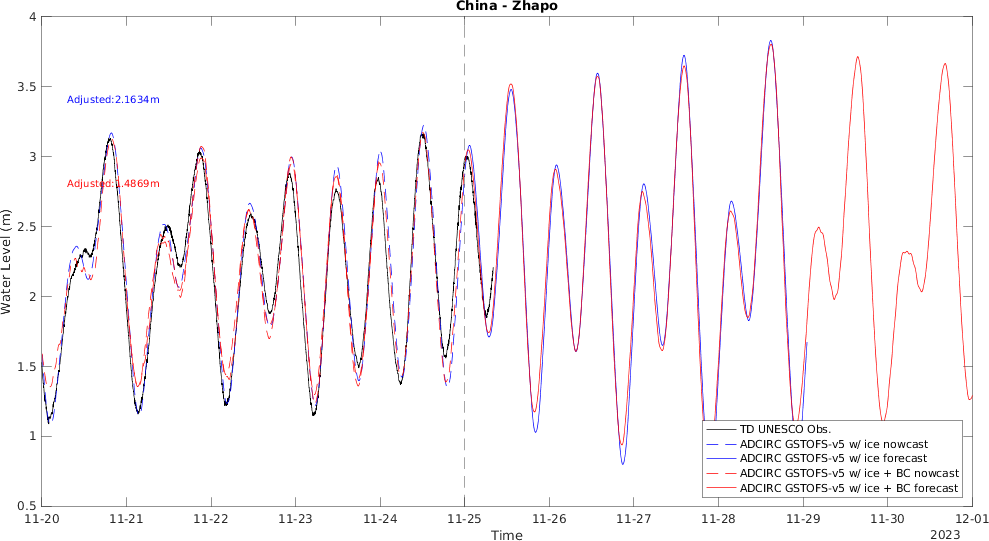 China - Zhapo
Water Level (m)
4
3.5
3
2.5
2
1.5
1
0.5
Adjusted:2.1634m
Adjusted:1.4869m
TD UNESCO Obs.
ADCIRC GSTOFS-v5 w/ ice nowcast
ADCIRC GSTOFS-v5 w/ ice forecast
ADCIRC GSTOFS-v5 w/ ice + BC nowcast
ADCIRC GSTOFS-v5 w/ ice + BC forecast
11-20 11-21 11-22 11-23 11-24 11-25 11-26 11-27 11-28 11-29 11-30 12-01
Time
2023